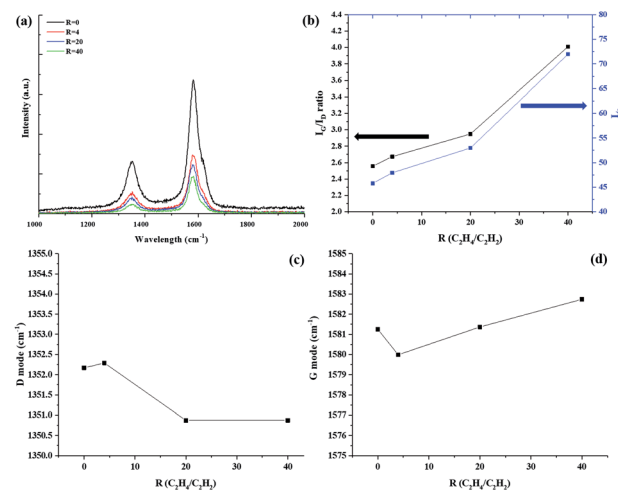 (a)
R=0
R=4
R=20
R=40
Intensity (a.u.)
1000 1200 1400 1600 1800 2000
Wavelength (cm⁻¹)
(b)
4.4
4.2
4.0
3.8
3.6
3.4
3.2
3.0
2.8
2.6
2.4
2.2
2.0
I_G/I_D ratio
80
75
70
65
60
55
50
45
40
0 10 20 30 40
R (C₂H₄/C₂H₂)
(c)
1355.0
1354.5
1354.0
1353.5
1353.0
1352.5
1352.0
1351.5
1351.0
1350.5
1350.0
D mode (cm⁻¹)
0 10 20 30 40
R (C₂H₄/C₂H₂)
(d)
1585
1584
1583
1582
1581
1580
1579
1578
1577
1576
1575
G mode (cm⁻¹)
0 10 20 30 40
R (C₂H₄/C₂H₂)